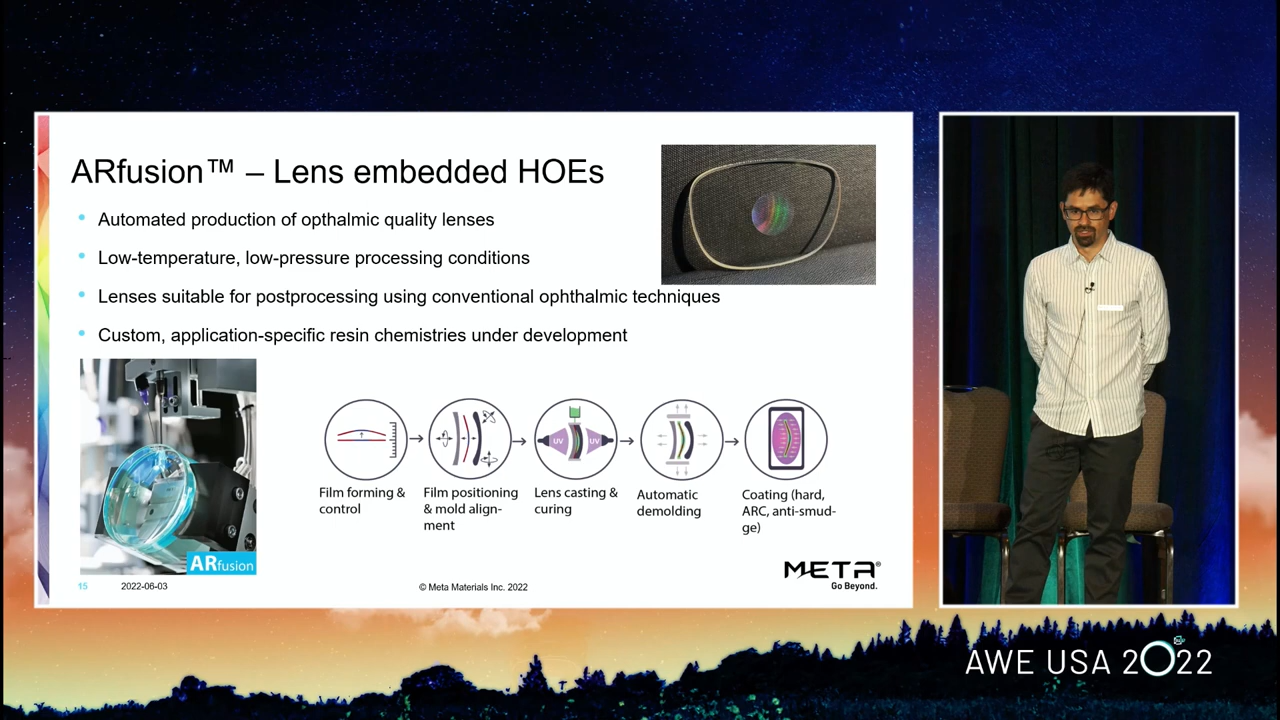 ARfusion™ – Lens embedded HOEs
• Automated production of opthalmic quality lenses
• Low-temperature, low-pressure processing conditions
• Lenses suitable for postprocessing using conventional ophthalmic techniques
• Custom, application-specific resin chemistries under development
UV UV
Film forming &
control
Film positioning
& mold align-
ment
Lens casting &
curing
Automatic
demolding
Coating (hard,
ARC, anti-smud-
ge)
ARfusion
15
2022-06-03
© Meta Materials Inc. 2022
META®
Go Beyond.
AWE USA 2022